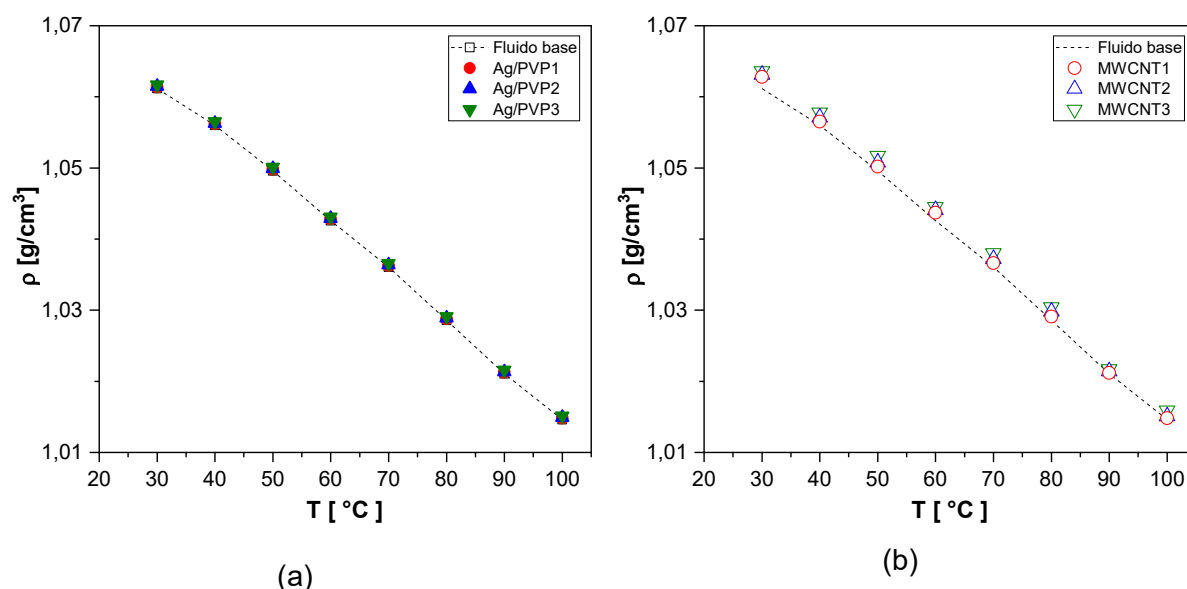 1,07
1,05
1,03
1,01
ρ [g/cm³]
20 30 40 50 60 70 80 90 100
T [ °C ]
Fluido base
Ag/PVP1
Ag/PVP2
Ag/PVP3
(a)
1,07
1,05
1,03
1,01
ρ [g/cm³]
20 30 40 50 60 70 80 90 100
T [ °C ]
Fluido base
MWCNT1
MWCNT2
MWCNT3
(b)